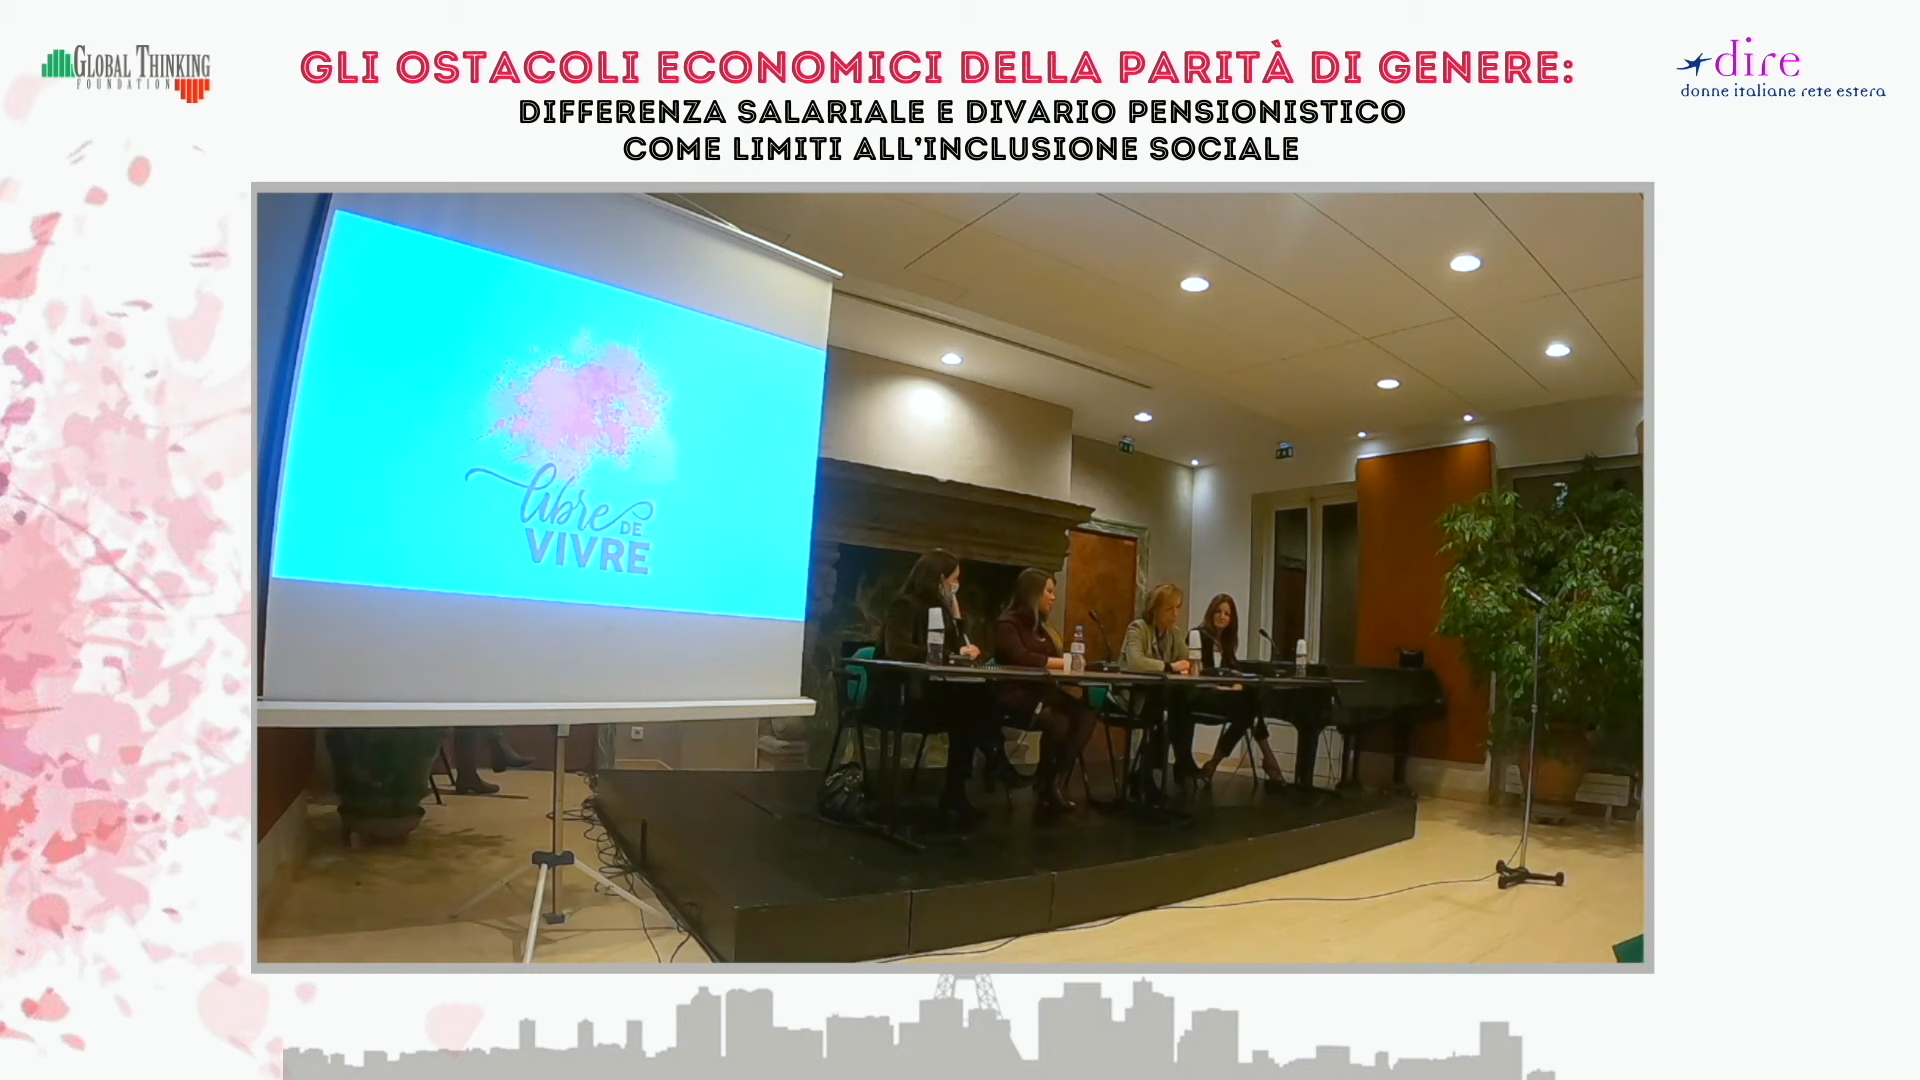 GLOBAL THINKING
FOUNDATION
GLI OSTACOLI ECONOMICI DELLA PARITÀ DI GENERE:
DIFFERENZA SALARIALE E DIVARIO PENSIONISTICO
COME LIMITI ALL'INCLUSIONE SOCIALE
dire
donne italiane rete estera
libre DE
VIVRE